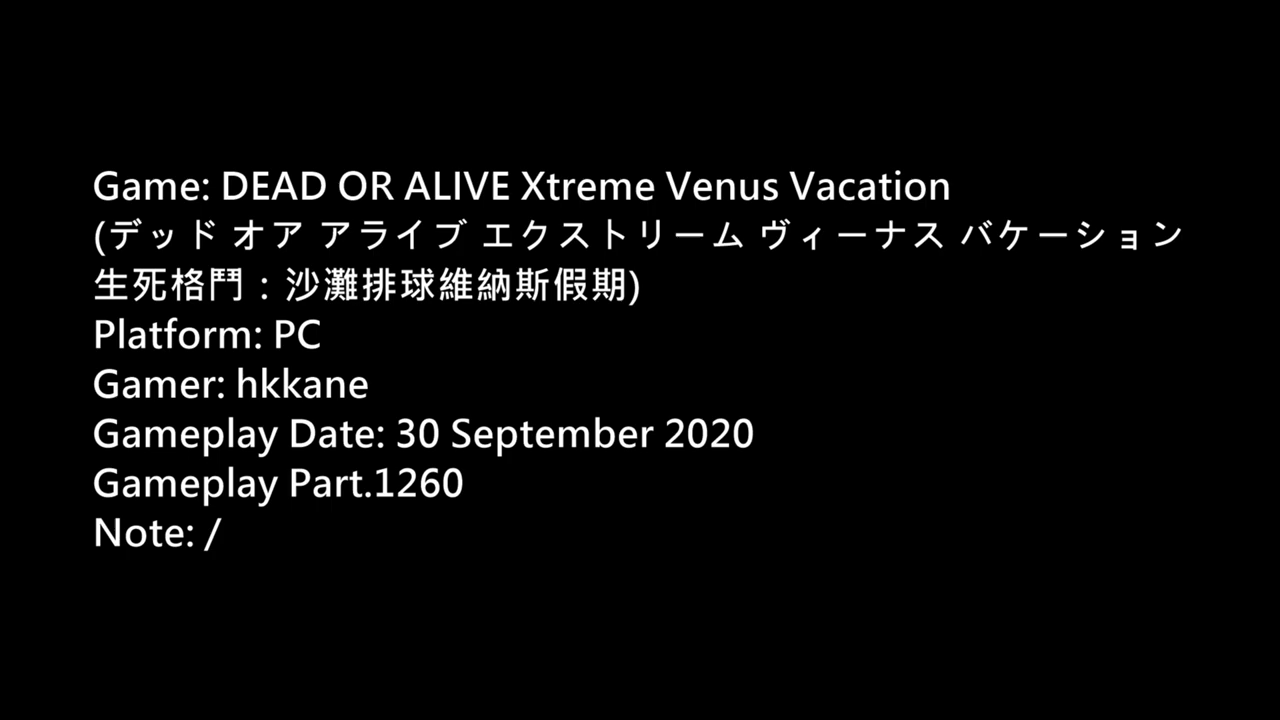 Game: DEAD OR ALIVE Xtreme Venus Vacation
(デッド オア アライブ エクストリーム ヴィーナス バケーション
生死格鬥：沙灘排球維納斯假期)
Platform: PC
Gamer: hkkane
Gameplay Date: 30 September 2020
Gameplay Part.1260
Note: /